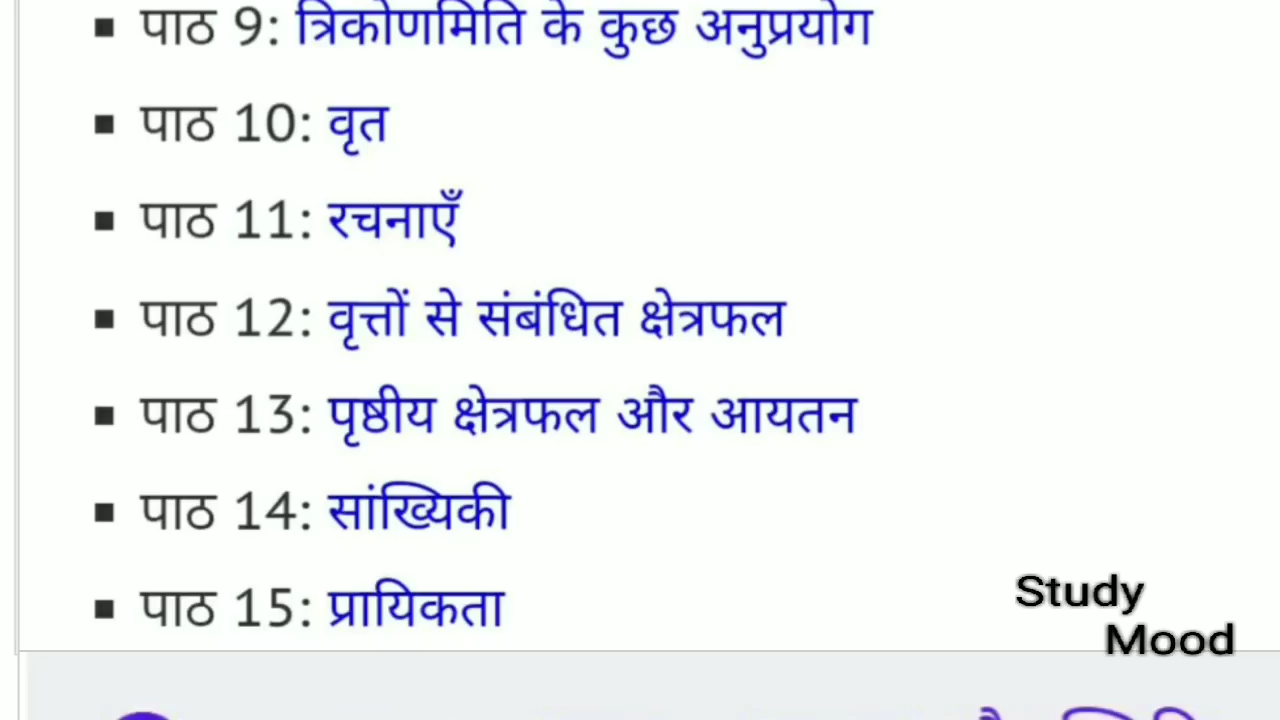 ▪ पाठ 9: त्रिकोणमिति के कुछ अनुप्रयोग
▪ पाठ 10: वृत
▪ पाठ 11: रचनाएँ
▪ पाठ 12: वृत्तों से संबंधित क्षेत्रफल
▪ पाठ 13: पृष्ठीय क्षेत्रफल और आयतन
▪ पाठ 14: सांख्यिकी
▪ पाठ 15: प्रायिकता
Study
Mood